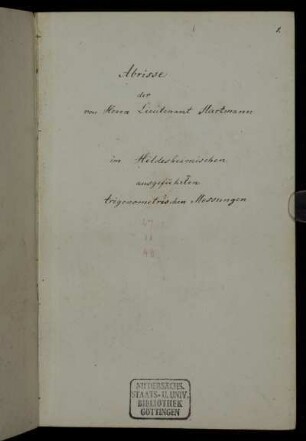 1.
Abrisse
der
von Herrn Lieutenant Hartmann
im Hildesheimischen
ausgeführten
trigonometrischen Messungen
NIEDERSÄCHS.
STAATS- U. UNIV.
BIBLIOTHEK
GÖTTINGEN